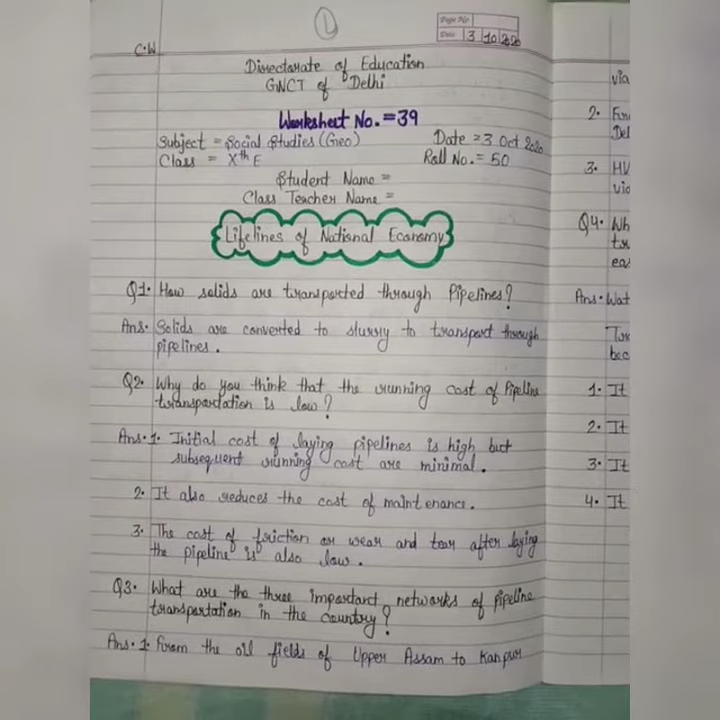 1
Page No
Date 3 10 20
C.W
Directorate of Education
GNCT of Delhi
Worksheet No. = 39
Subject = Social Studies (Geo)
Date = 3 Oct 2020
Class = Xth E
Roll No. = 50
Student Name =
Class Teacher Name =
Lifelines of National Economy
Q1. How solids are transported through Pipelines?
Ans. Solids are converted to slurry to transport through
pipelines.
Q2. Why do you think that the running cost of Pipeline
transportation is low?
Ans. 1. Initial cost of laying pipelines is high but
subsequent running cost are minimal.
2. It also reduces the cost of maintenance.
3. The cost of friction or wear and tear after laying
the pipeline is also low.
Q3. What are the three important networks of pipeline
transportation in the country?
Ans. 1. From the oil fields of Upper Assam to Kanpur
via
2.
Del
3. HV
via
Q4. Wh
tr
eas
Ans. Wat
bec
1. It
2. It
3. It
4. It